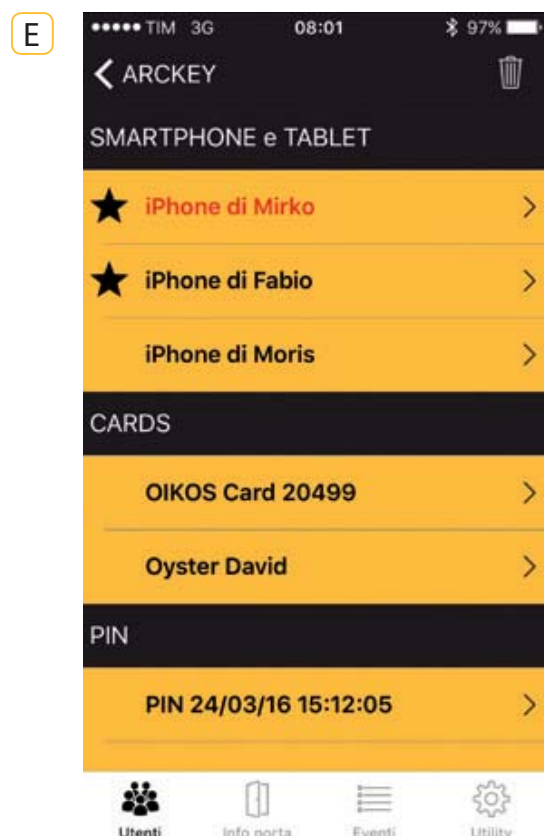 E
TIM 3G 08:01 97%
ARCKEY
SMARTPHONE e TABLET
iPhone di Mirko
iPhone di Fabio
iPhone di Moris
CARDS
OIKOS Card 20499
Oyster David
PIN
PIN 24/03/16 15:12:05
Utenti Info porta Eventi Utility